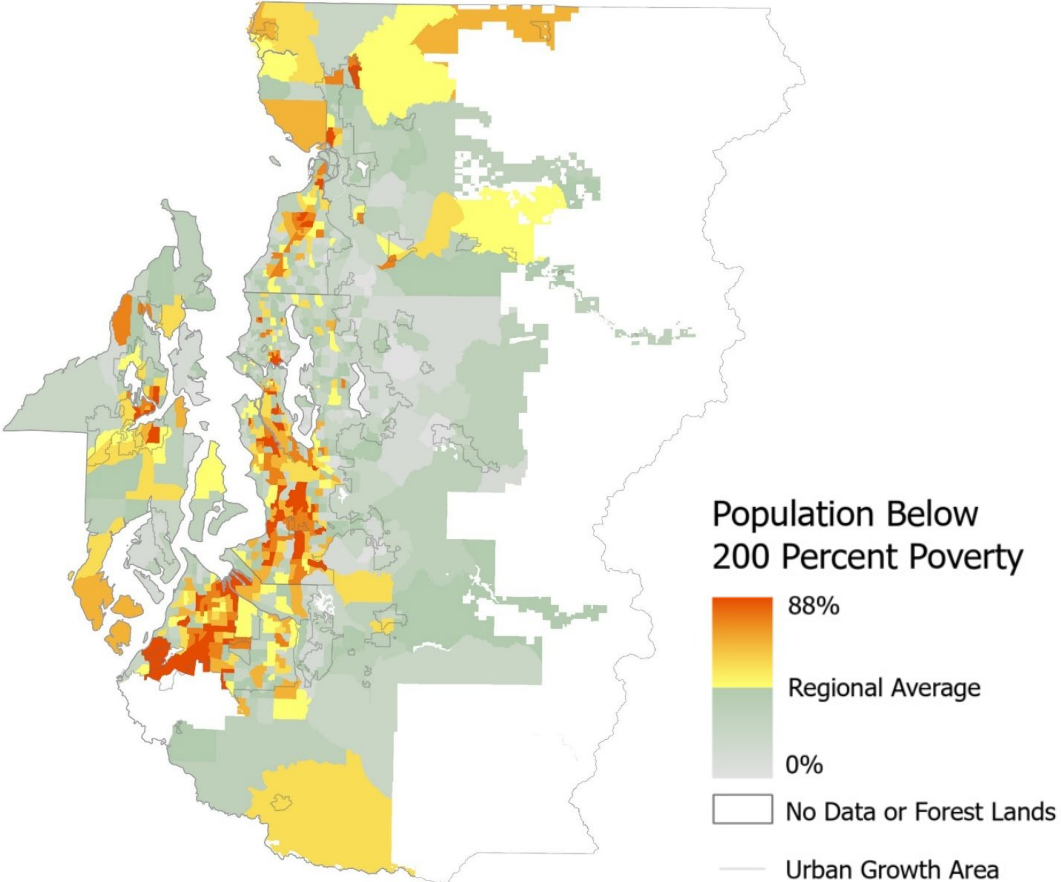 Population Below
200 Percent Poverty
88%
Regional Average
0%
No Data or Forest Lands
Urban Growth Area